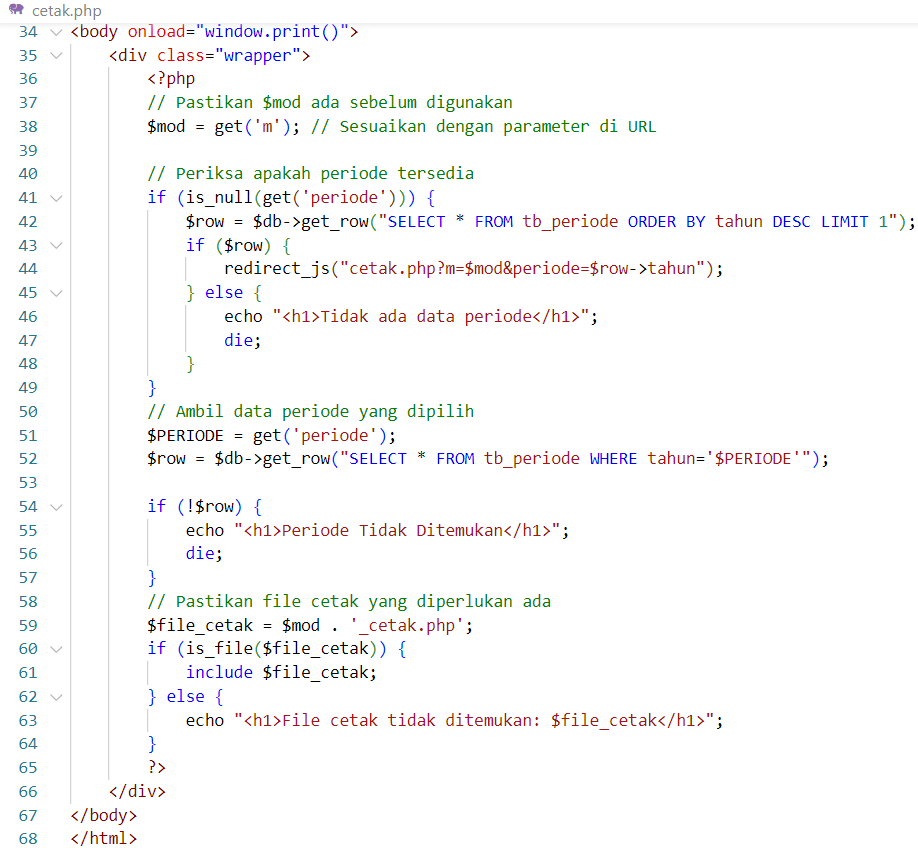 cetak.php
34 <body onload="window.print()">
35     <div class="wrapper">
36         <?php
37         // Pastikan $mod ada sebelum digunakan
38         $mod = get('m'); // Sesuaikan dengan parameter di URL
39
40         // Periksa apakah periode tersedia
41         if (is_null(get('periode'))) {
42             $row = $db->get_row("SELECT * FROM tb_periode ORDER BY tahun DESC LIMIT 1");
43             if ($row) {
44                 redirect_js("cetak.php?m=$mod&periode=$row->tahun");
45             } else {
46                 echo "<h1>Tidak ada data periode</h1>";
47                 die;
48             }
49         }
50         // Ambil data periode yang dipilih
51         $PERIODE = get('periode');
52         $row = $db->get_row("SELECT * FROM tb_periode WHERE tahun='$PERIODE'");
53
54         if (!$row) {
55             echo "<h1>Periode Tidak Ditemukan</h1>";
56             die;
57         }
58         // Pastikan file cetak yang diperlukan ada
59         $file_cetak = $mod . '_cetak.php';
60         if (is_file($file_cetak)) {
61             include $file_cetak;
62         } else {
63             echo "<h1>File cetak tidak ditemukan: $file_cetak</h1>";
64         }
65         ?>
66     </div>
67 </body>
68 </html>